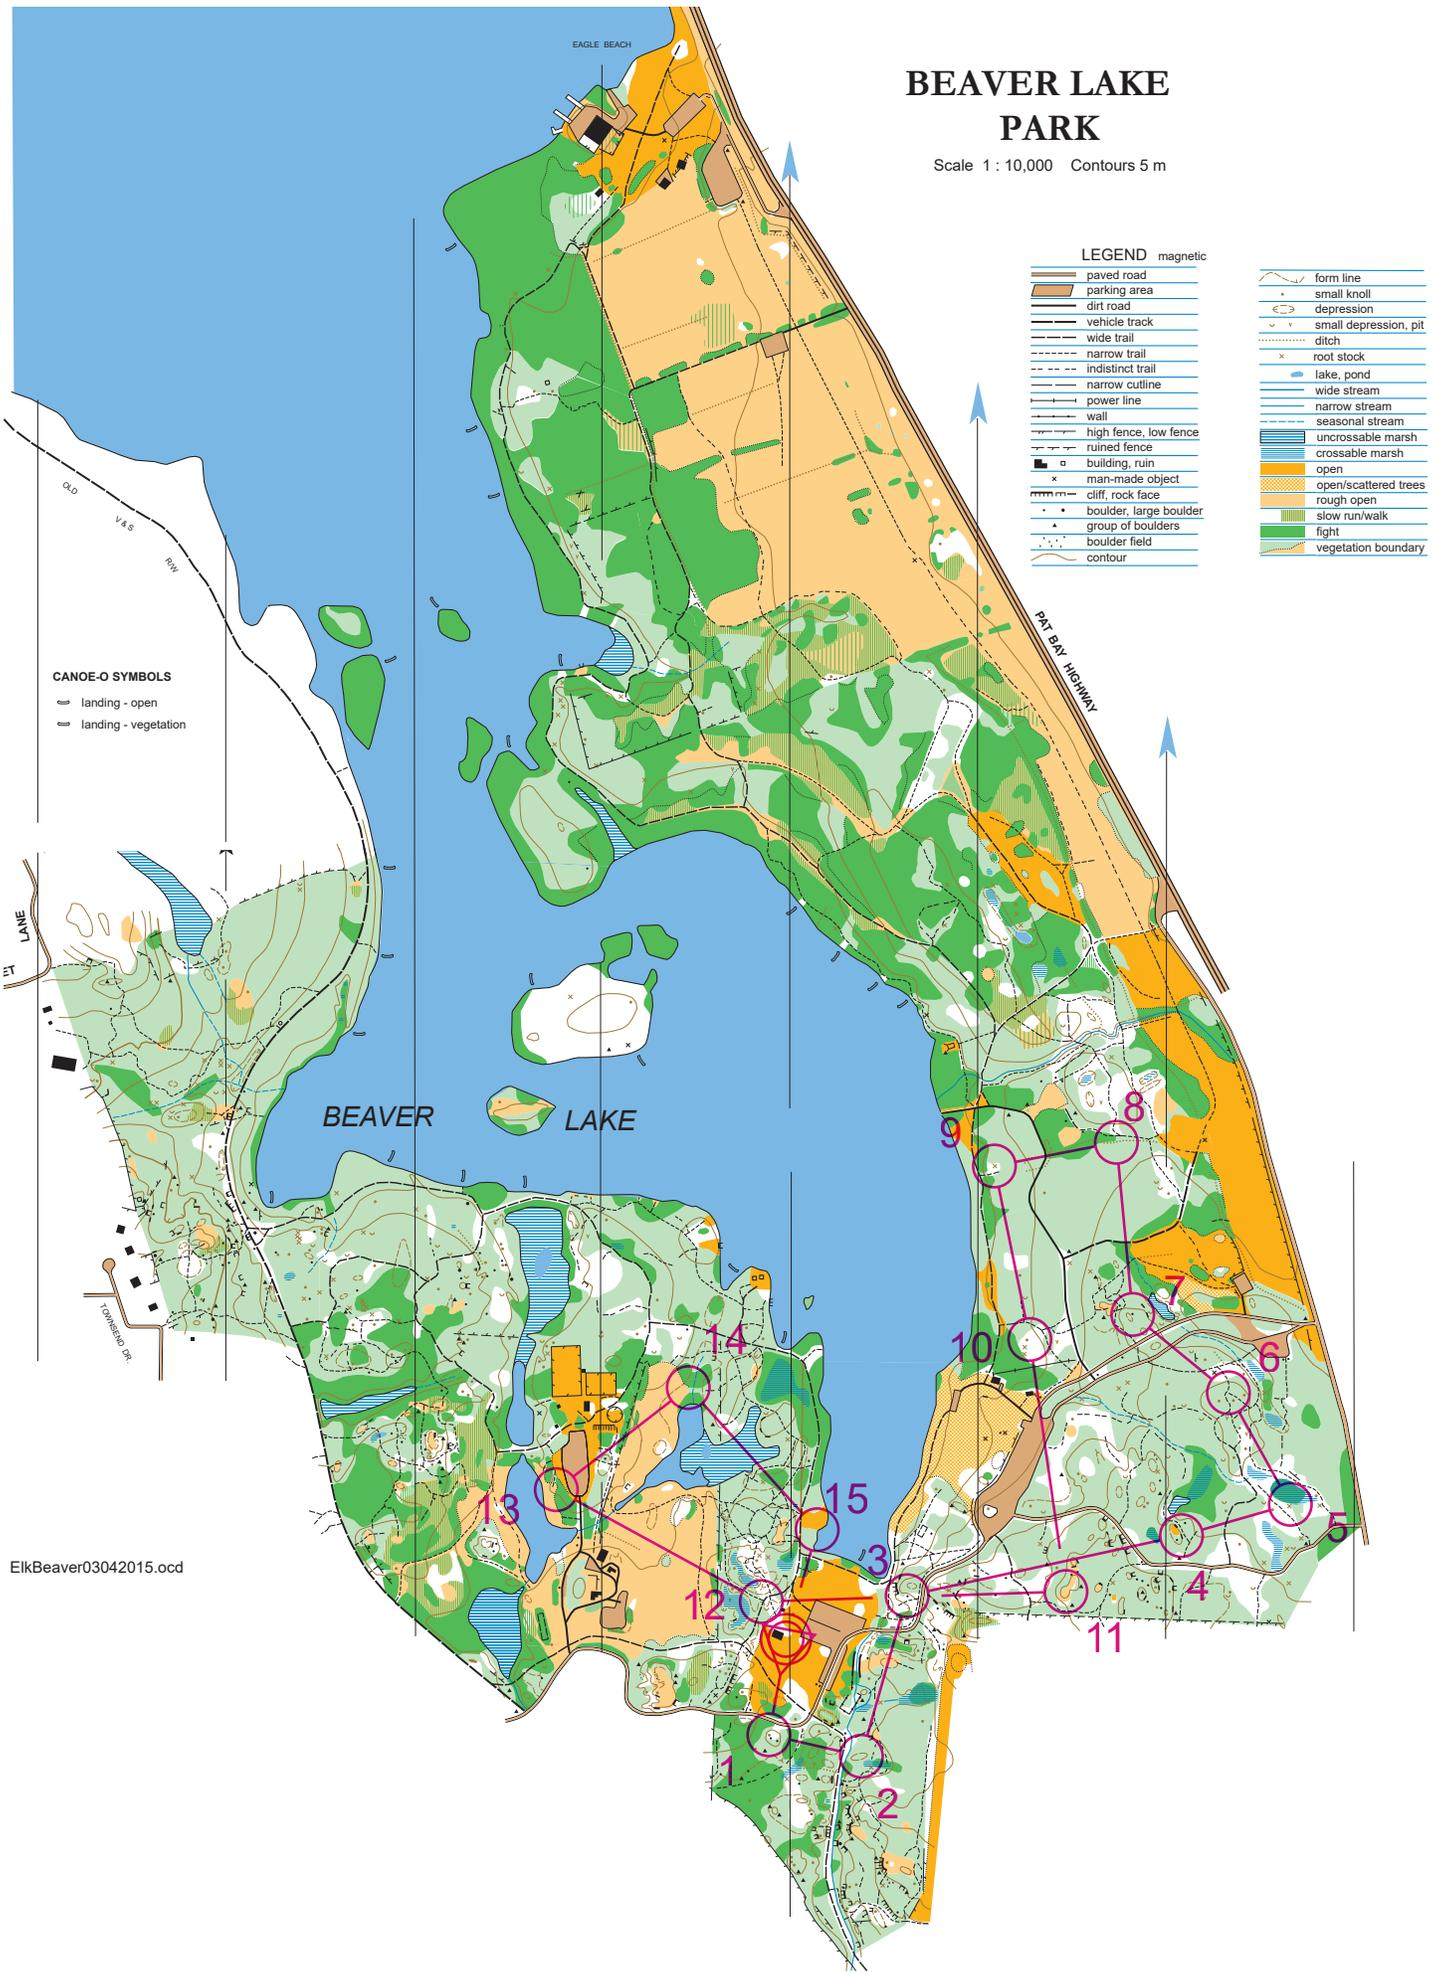 EAGLE BEACH
BEAVER LAKE
PARK
Scale 1 : 10,000 Contours 5 m
LEGEND magnetic
paved road
parking area
dirt road
vehicle track
wide trail
narrow trail
indistinct trail
narrow cutline
power line
wall
high fence, low fence
ruined fence
building, ruin
man-made object
cliff, rock face
boulder, large boulder
group of boulders
boulder field
contour
form line
small knoll
depression
small depression, pit
ditch
root stock
lake, pond
wide stream
narrow stream
seasonal stream
uncrossable marsh
crossable marsh
open
open/scattered trees
rough open
slow run/walk
fight
vegetation boundary
OLD
V & S
R/W
PAT BAY HIGHWAY
CANOE-O SYMBOLS
landing - open
landing - vegetation
LANE
ET
BEAVER LAKE
8
9
7
TOWNSEND DR.
14
10
6
13
15
5
3
ElkBeaver03042015.ocd
4
12
11
1
2